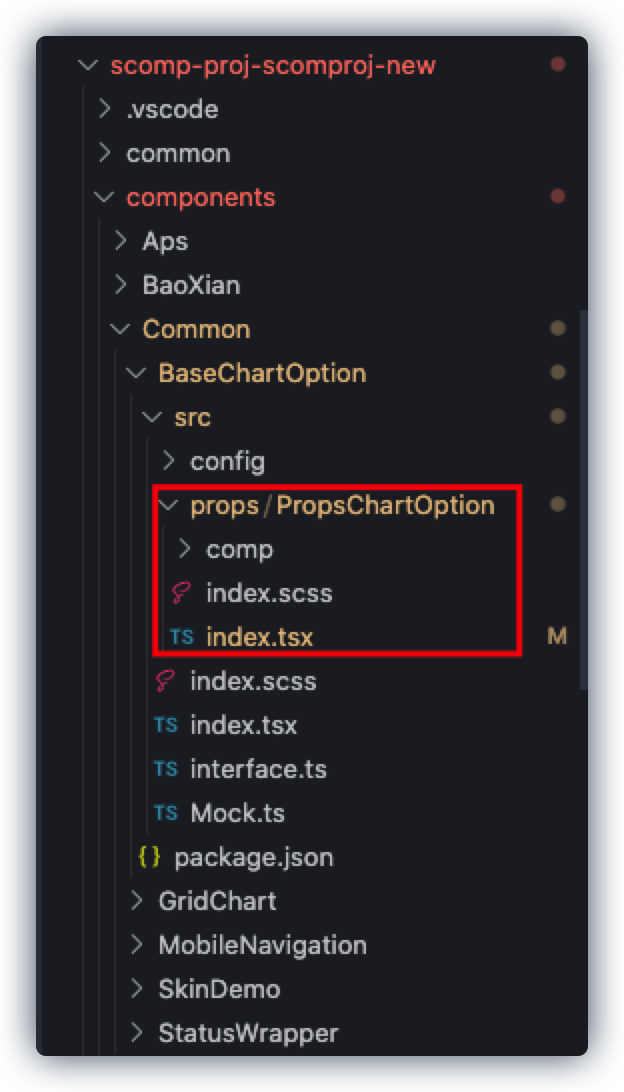 scomp-proj-scomproj-new
.vscode
common
components
Aps
BaoXian
Common
BaseChartOption
src
config
props/PropsChartOption
comp
index.scss
TS index.tsx M
index.scss
TS index.tsx
TS interface.ts
TS Mock.ts
{} package.json
GridChart
MobileNavigation
SkinDemo
StatusWrapper